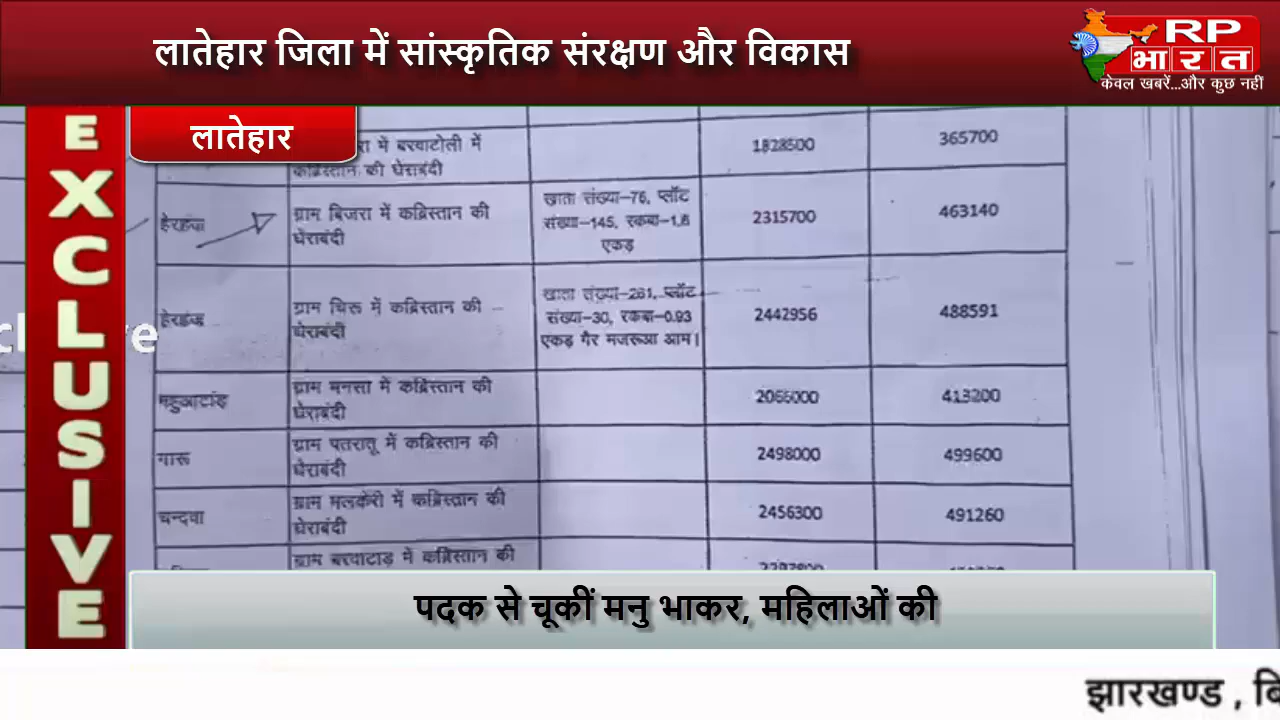 लातेहार जिला में सांस्कृतिक संरक्षण और विकास
RP
भारत
केवल खबरें...और कुछ नहीं
EXCLUSIVE
लातेहार
में बरवाटोली में
कब्रिस्तान की घेराबंदी
1828500
365700
हेरहंज
ग्राम बिजरा में कब्रिस्तान की
घेराबंदी
खाता संख्या-76, प्लॉट
संख्या-145, रकबा-1.6
एकड़
2315700
463140
हेरहंज
ग्राम चिरू में कब्रिस्तान की
घेराबंदी
खाता संख्या-261, प्लॉट
संख्या-30, रकबा-0.93
एकड़ गैर मजरूआ आम।
2442956
488591
महुआटांड़
ग्राम मनसा में कब्रिस्तान की
घेराबंदी
2066000
413200
गारू
ग्राम पतरातू में कब्रिस्तान की
घेराबंदी
2498000
499600
चन्दवा
ग्राम मलकेरी में कब्रिस्तान की
घेराबंदी
2456300
491260
ग्राम बरवाटाड़ में कब्रिस्तान की
पदक से चूकीं मनु भाकर, महिलाओं की
झारखण्ड , बि